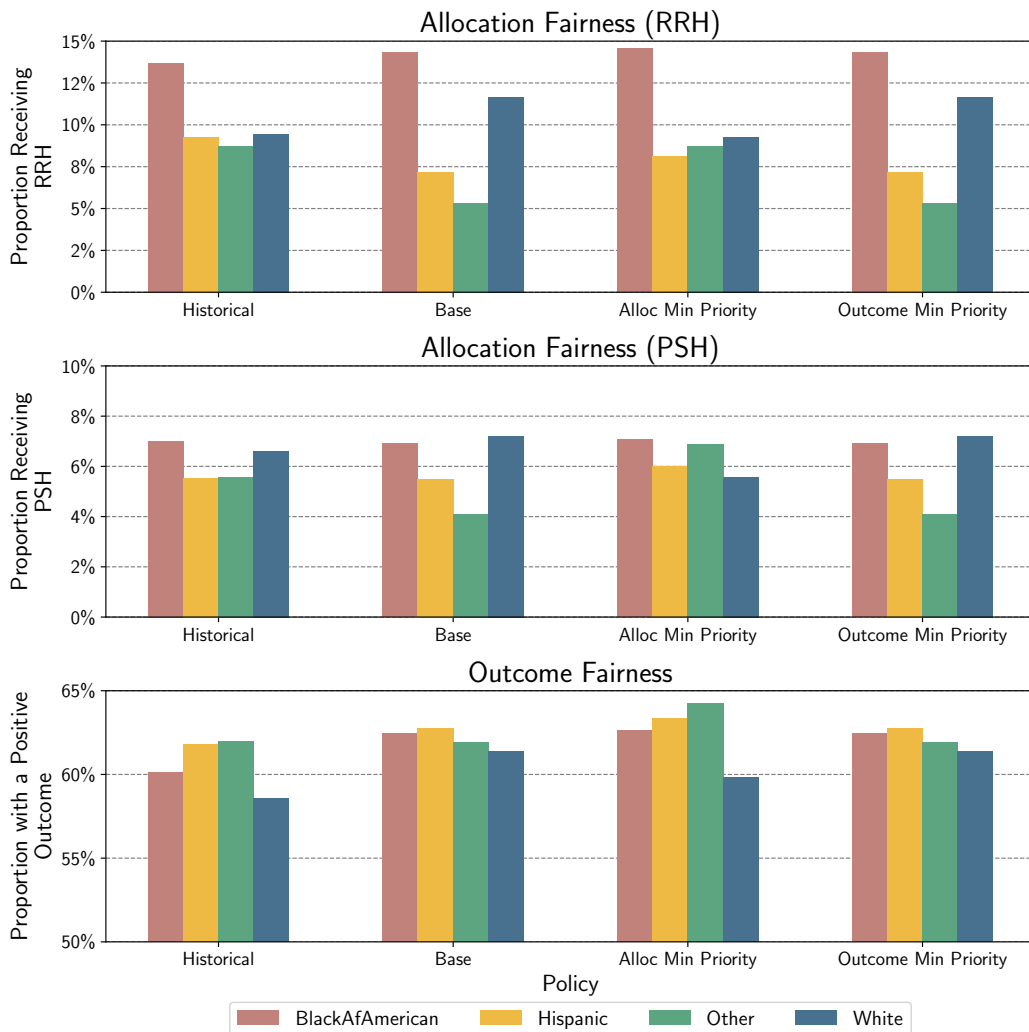 Allocation Fairness (RRH)
Proportion Receiving
RRH
15%
12%
10%
8%
5%
2%
0%
Historical Base Alloc Min Priority Outcome Min Priority
Allocation Fairness (PSH)
Proportion Receiving
PSH
10%
8%
6%
4%
2%
0%
Historical Base Alloc Min Priority Outcome Min Priority
Outcome Fairness
Proportion with a Positive
Outcome
65%
60%
55%
50%
Historical Base Alloc Min Priority Outcome Min Priority
Policy
BlackAfAmerican Hispanic Other White